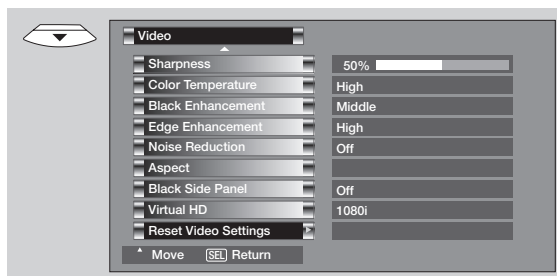 Video
Sharpness 50%
Color Temperature High
Black Enhancement Middle
Edge Enhancement High
Noise Reduction Off
Aspect
Black Side Panel Off
Virtual HD 1080i
Reset Video Settings
Move SEL Return